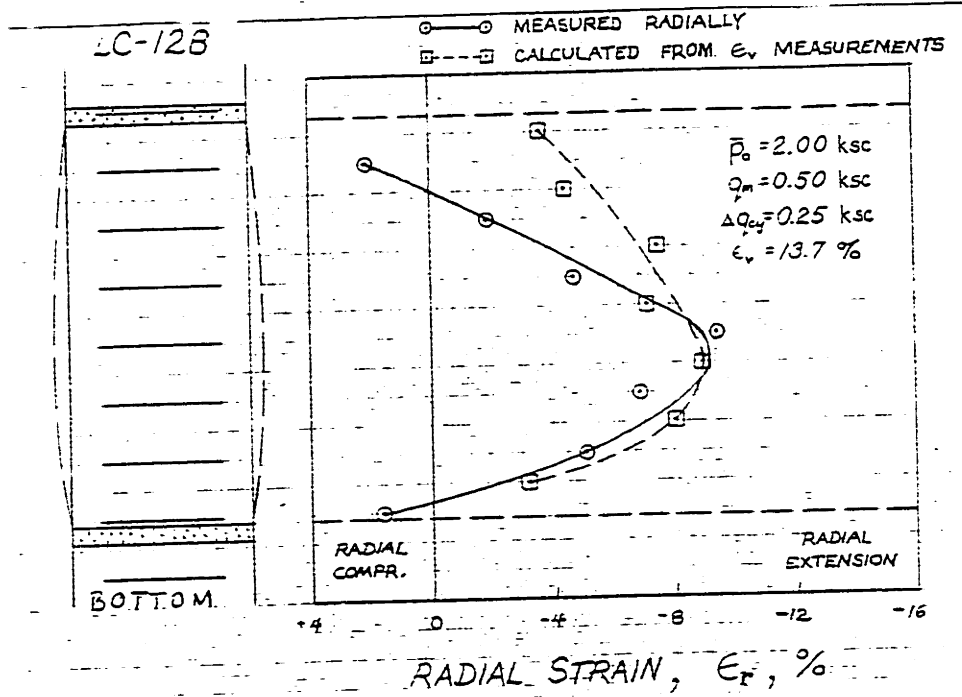 LC-12B
MEASURED RADIALLY
CALCULATED FROM ϵv MEASUREMENTS
p̄o = 2.00 ksc
qm = 0.50 ksc
Δqcy = 0.25 ksc
ϵv = 13.7 %
RADIAL
COMPR.
RADIAL
EXTENSION
BOTTOM
+4 0 -4 -8 -12 -16
RADIAL STRAIN, ϵr, %